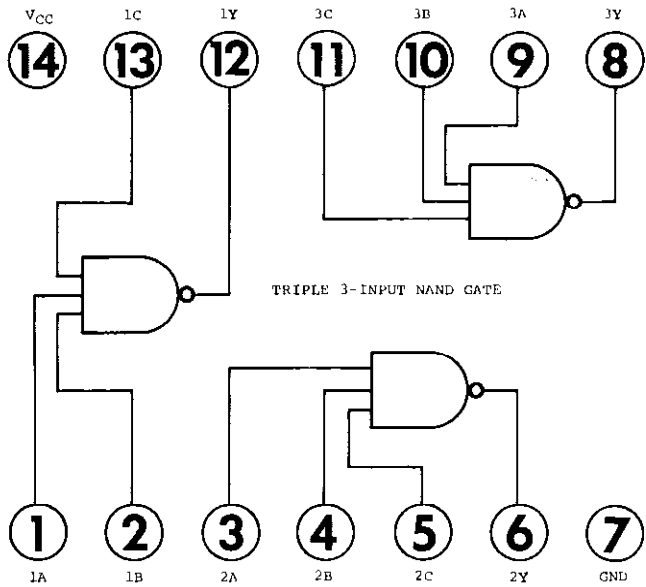 VCC 1C 1Y 3C 3B 3A 3Y
14 13 12 11 10 9 8
TRIPLE 3-INPUT NAND GATE
1 2 3 4 5 6 7
1A 1B 2A 2B 2C 2Y GND